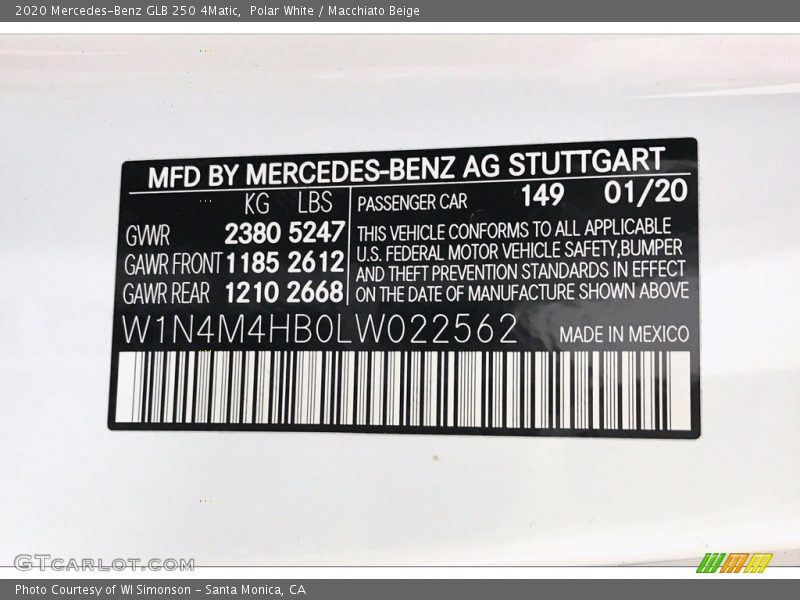 2020 Mercedes-Benz GLB 250 4Matic, Polar White / Macchiato Beige
MFD BY MERCEDES-BENZ AG STUTTGART
KG LBS
GVWR 2380 5247
GAWR FRONT 1185 2612
GAWR REAR 1210 2668
PASSENGER CAR 149 01/20
THIS VEHICLE CONFORMS TO ALL APPLICABLE
U.S. FEDERAL MOTOR VEHICLE SAFETY,BUMPER
AND THEFT PREVENTION STANDARDS IN EFFECT
ON THE DATE OF MANUFACTURE SHOWN ABOVE
W1N4M4HB0LW022562 MADE IN MEXICO
GTCARLOT.COM
Photo Courtesy of WI Simonson - Santa Monica, CA